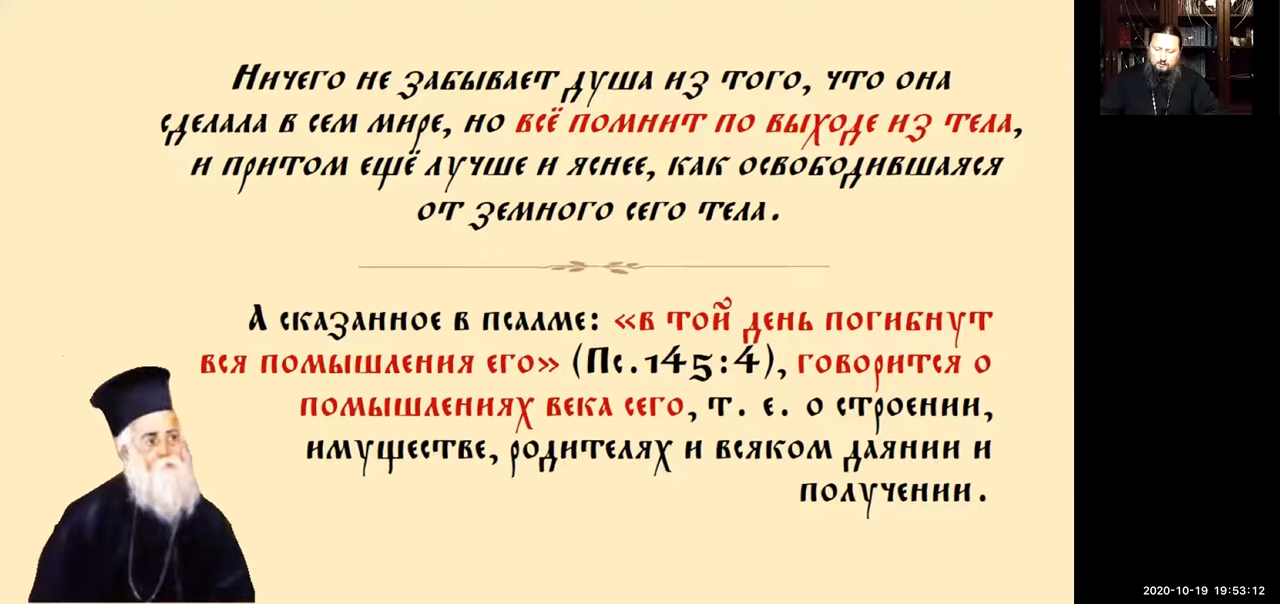 Ничего не забывает душа из того, что она
сделала в сем мире, но всё помнит по выходе из тела,
и притом ещё лучше и яснее, как освободившаяся
от земного сего тела.
А сказанное в псалме: «в той день погибнут
вся помышления его» (Пс.145:4), говорится о
помышлениях века сего, т. е. о строении,
имуществе, родителях и всяком даянии и
получении.
2020-10-19 19:53:12